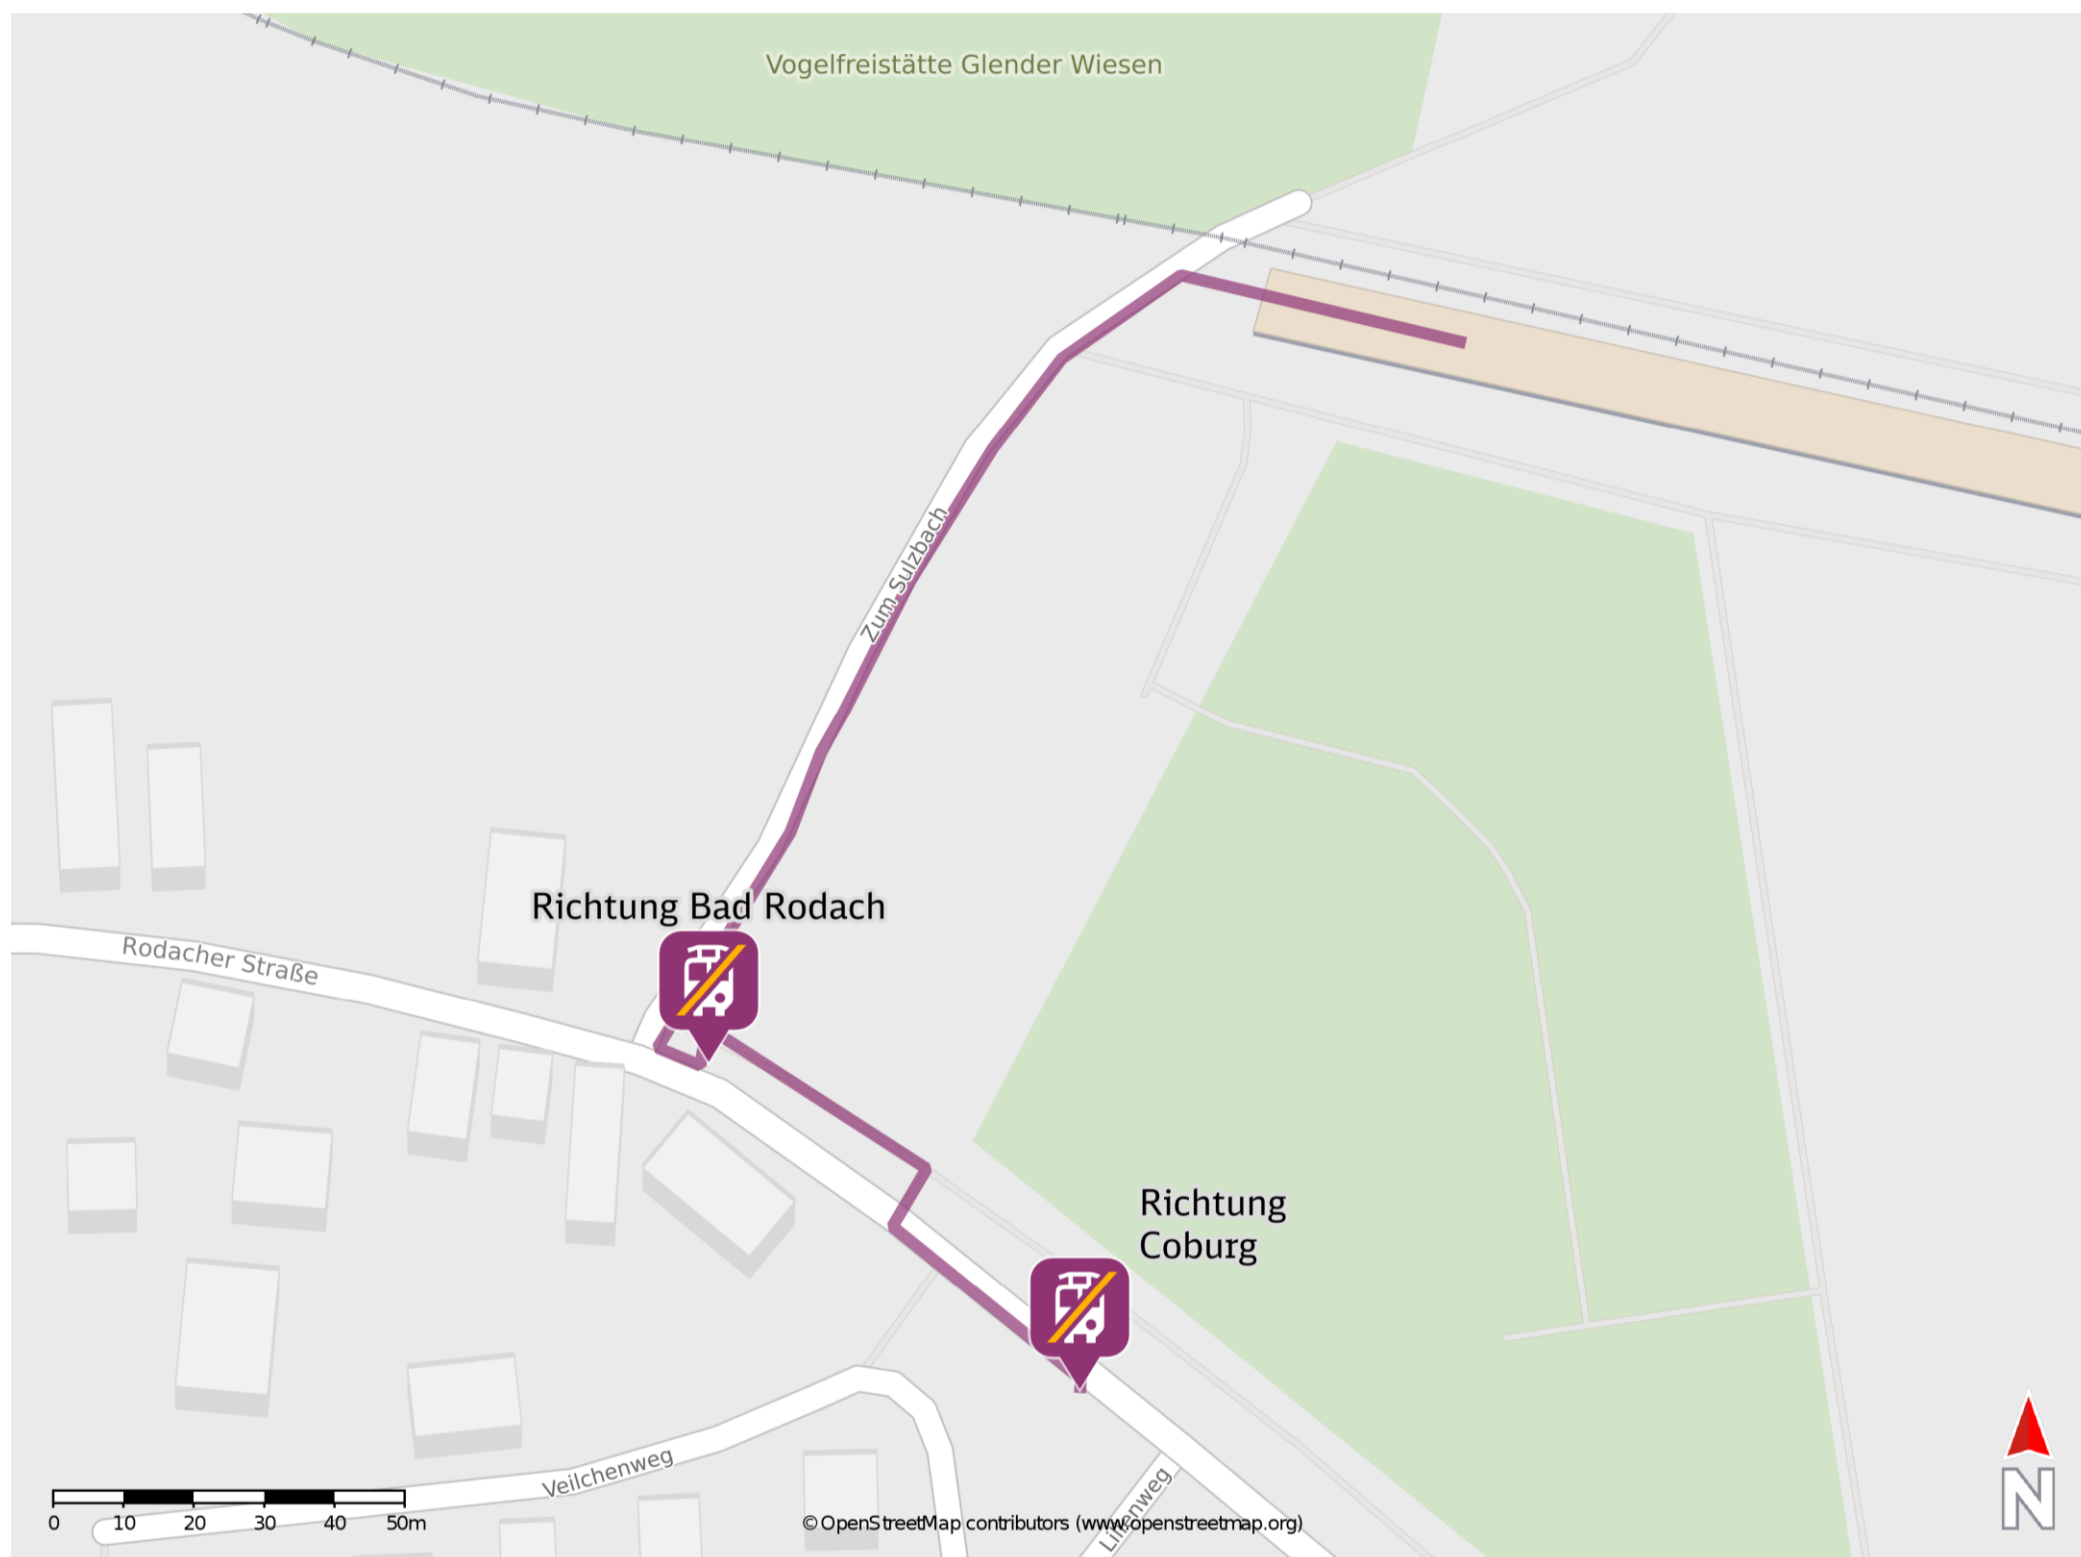 Vogelfreistätte Glender Wiesen
Zum Sulzbach
Richtung Bad Rodach
Rodacher Straße
Richtung
Coburg
Veilchenweg
Lilienweg
0 10 20 30 40 50m
© OpenStreetMap contributors (www.openstreetmap.org)
N